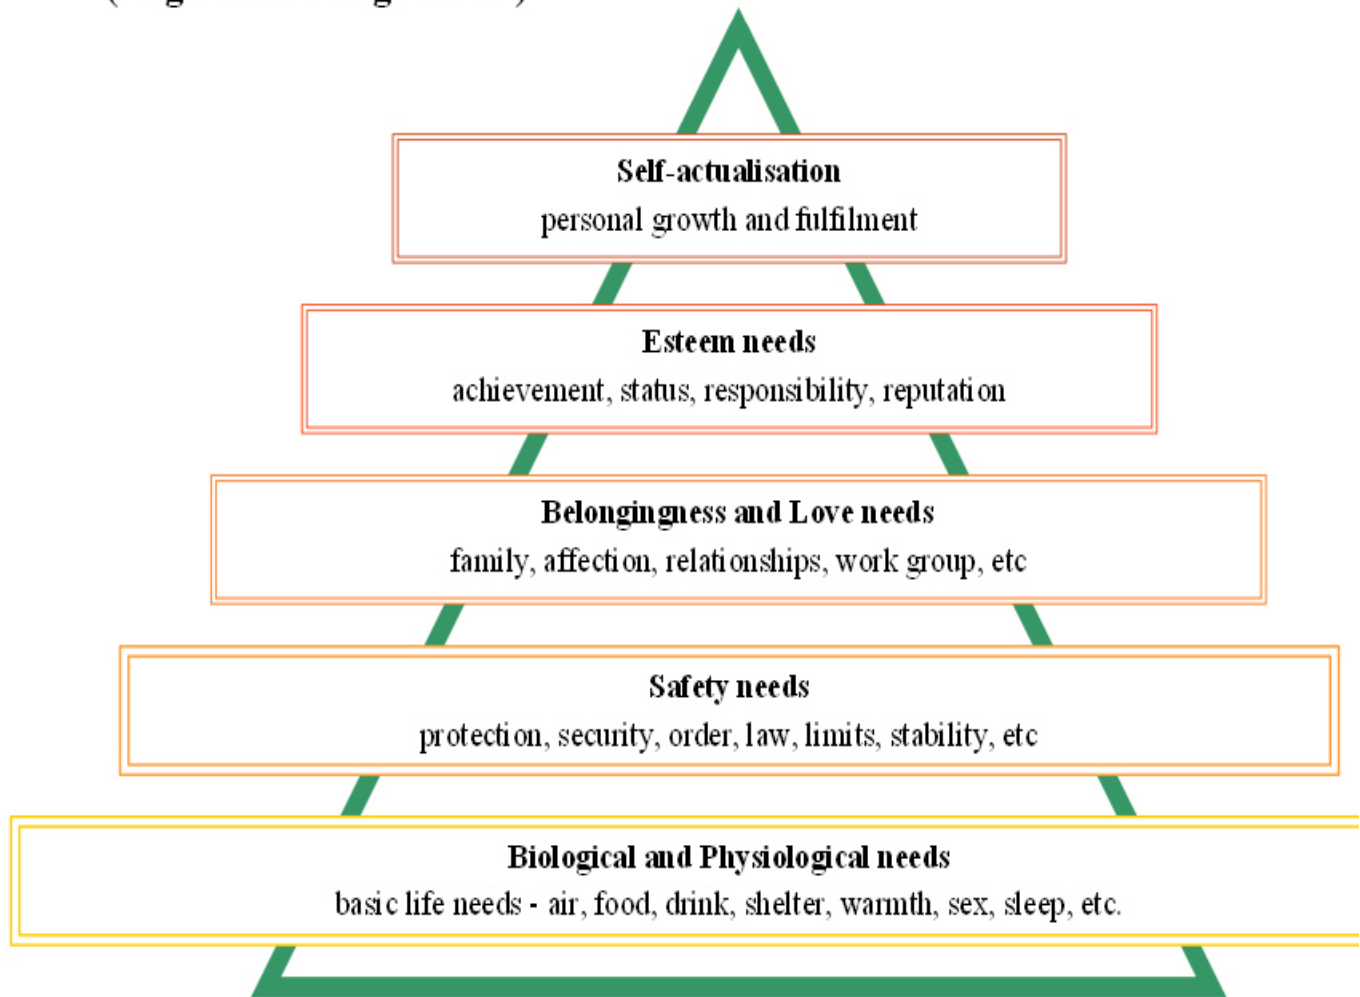 Self-actualisation
personal growth and fulfilment
Esteem needs
achievement, status, responsibility, reputation
Belongingness and Love needs
family, affection, relationships, work group, etc
Safety needs
protection, security, order, law, limits, stability, etc
Biological and Physiological needs
basic life needs - air, food, drink, shelter, warmth, sex, sleep, etc.